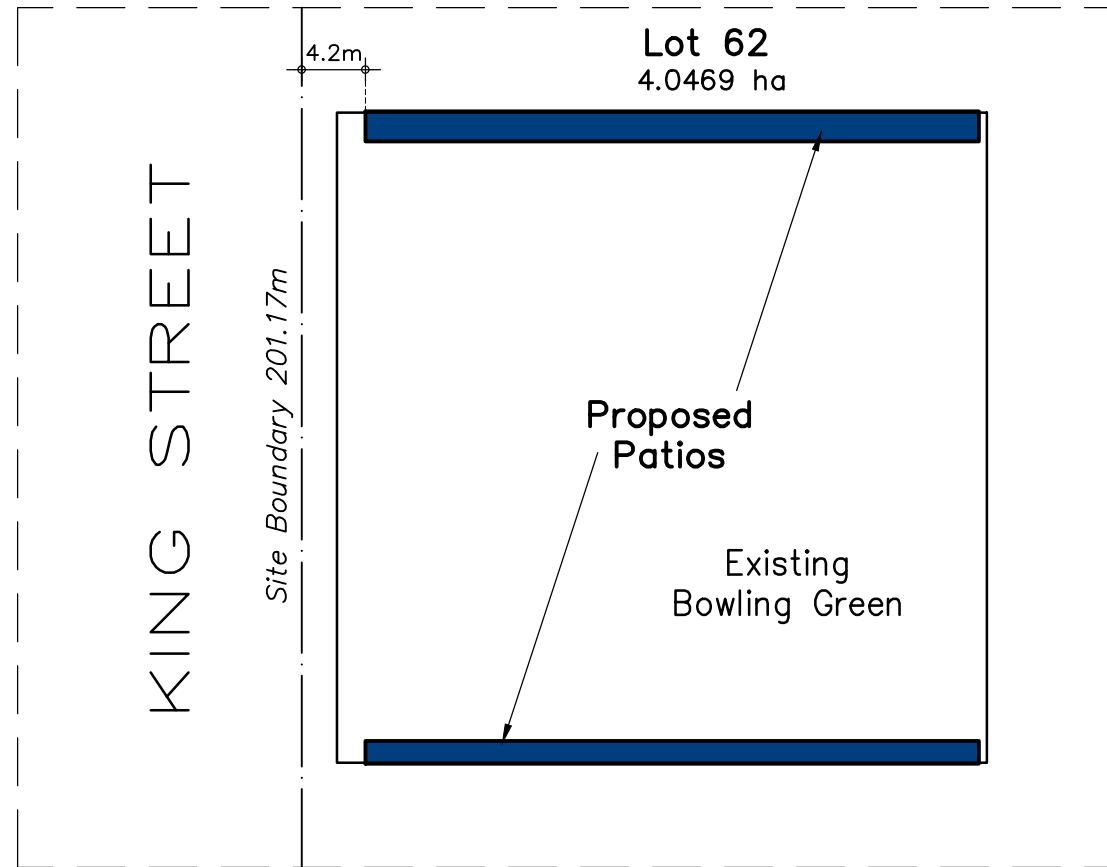 4.2m
Lot 62
4.0469 ha
KING STREET
Site Boundary 201.17m
Proposed
Patios
Existing
Bowling Green